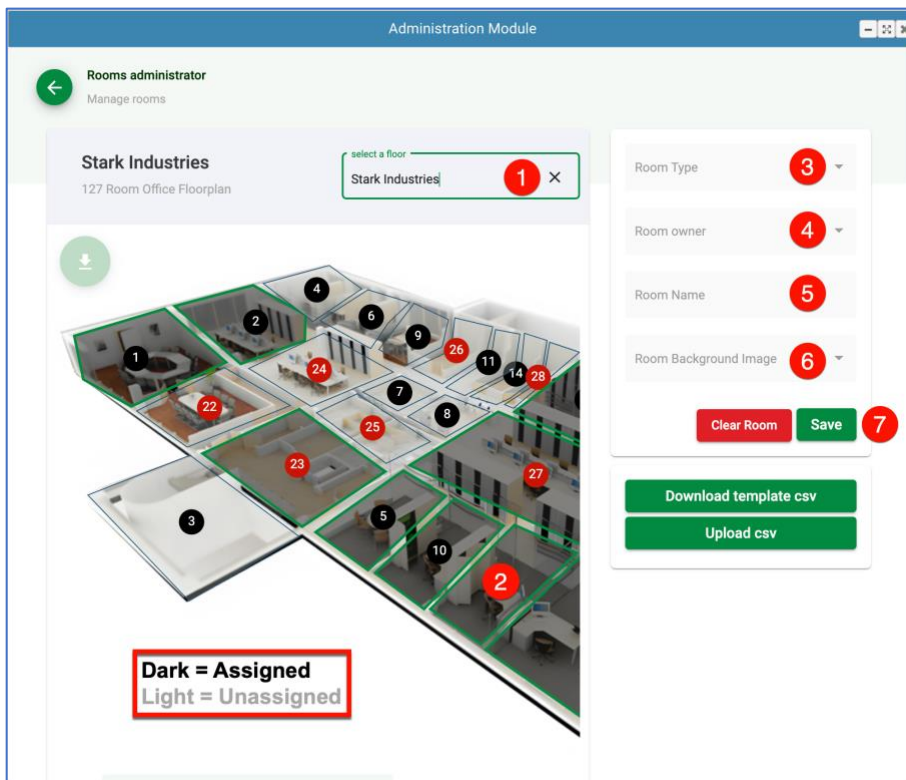 Administration Module
Rooms administrator
Manage rooms
Stark Industries
127 Room Office Floorplan
select a floor
Stark Industries
1
Room Type
3
Room owner
4
Room Name
5
Room Background Image
6
Clear Room
Save
7
Download template csv
Upload csv
4
2
6
9
1
26
11
14
28
24
7
22
25
8
23
27
3
5
10
2
Dark = Assigned
Light = Unassigned